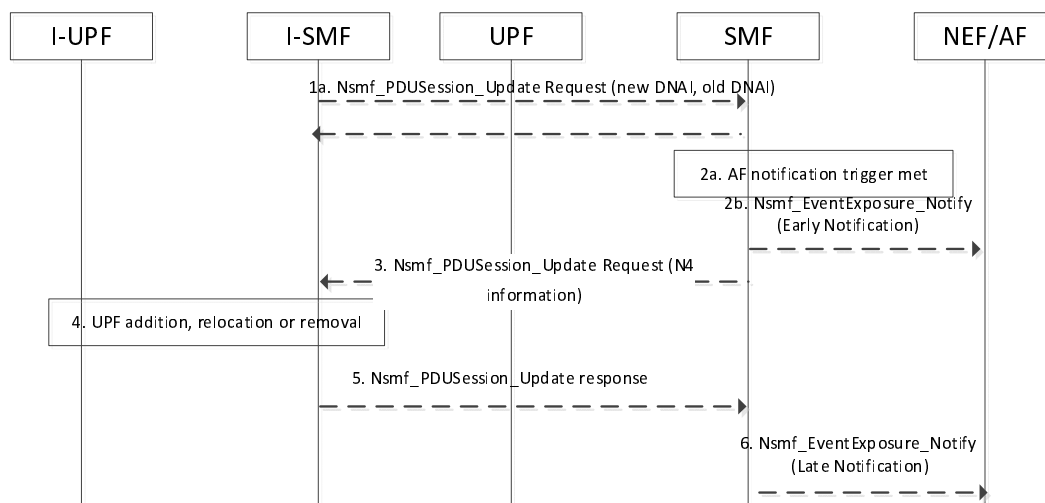 I-UPF
I-SMF
UPF
SMF
NEF/AF
1a. Nsmf_PDUSession_Update Request (new DNAI, old DNAI)
2a. AF notification trigger met
2b. Nsmf_EventExposure_Notify
(Early Notification)
3. Nsmf_PDUSession_Update Request (N4
information)
4. UPF addition, relocation or removal
5. Nsmf_PDUSession_Update response
6. Nsmf_EventExposure_Notify
(Late Notification)